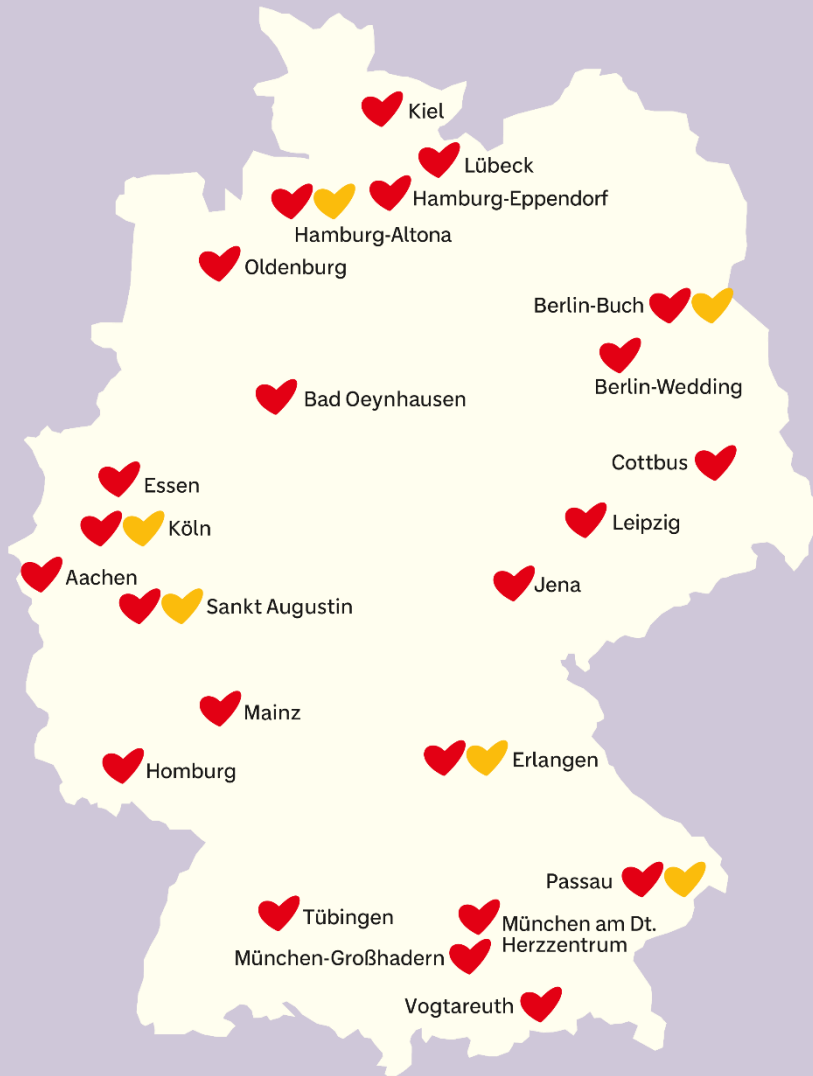 Kiel
Lübeck
Hamburg-Eppendorf
Hamburg-Altona
Oldenburg
Berlin-Buch
Berlin-Wedding
Bad Oeynhausen
Cottbus
Essen
Leipzig
Köln
Aachen
Jena
Sankt Augustin
Mainz
Erlangen
Homburg
Passau
Tübingen
München am Dt.
Herzzentrum
München-Großhadern
Vogtareuth